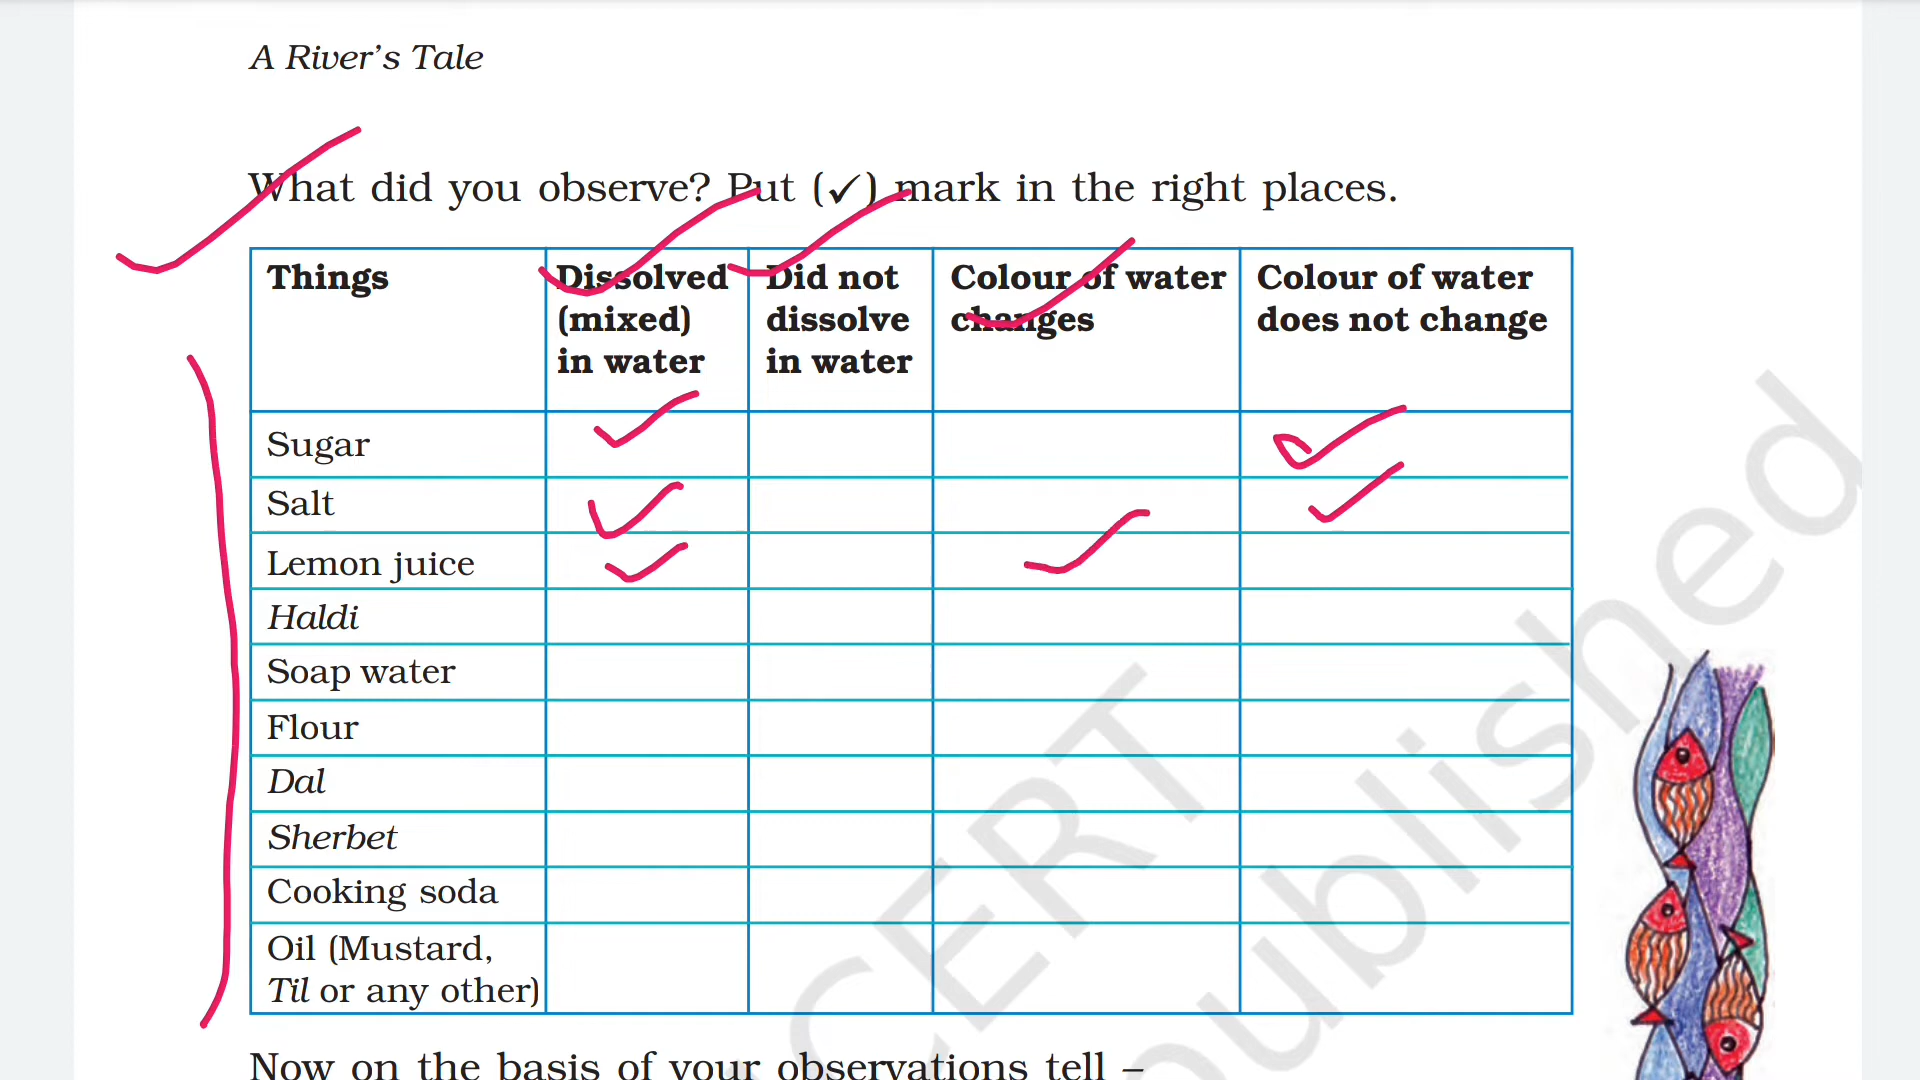 A River's Tale
What did you observe? Put (✓) mark in the right places.
Things Dissolved (mixed) in water Did not dissolve in water Colour of water changes Colour of water does not change
Sugar ✓ ✓
Salt ✓ ✓
Lemon juice ✓ ✓
Haldi
Soap water
Flour
Dal
Sherbet
Cooking soda
Oil (Mustard,
Til or any other)
Now on the basis of your observations tell –
CERT
published